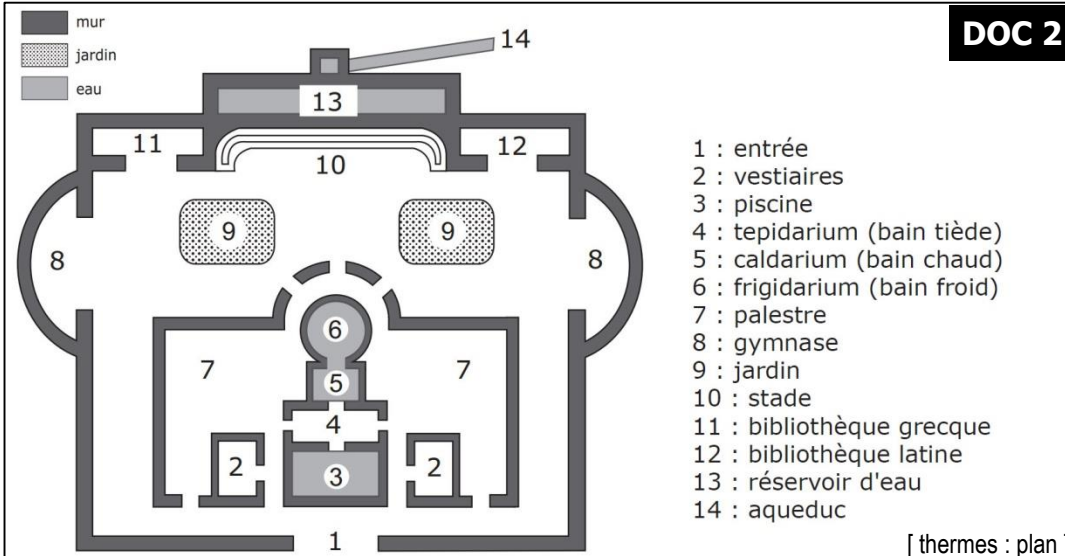 mur
jardin
eau
DOC 2
14
13
11
12
10
9
9
8
8
6
7
7
5
4
2
2
3
1
1 : entrée
2 : vestiaires
3 : piscine
4 : tepidarium (bain tiède)
5 : caldarium (bain chaud)
6 : frigidarium (bain froid)
7 : palestre
8 : gymnase
9 : jardin
10 : stade
11 : bibliothèque grecque
12 : bibliothèque latine
13 : réservoir d'eau
14 : aqueduc
[ thermes : plan ]